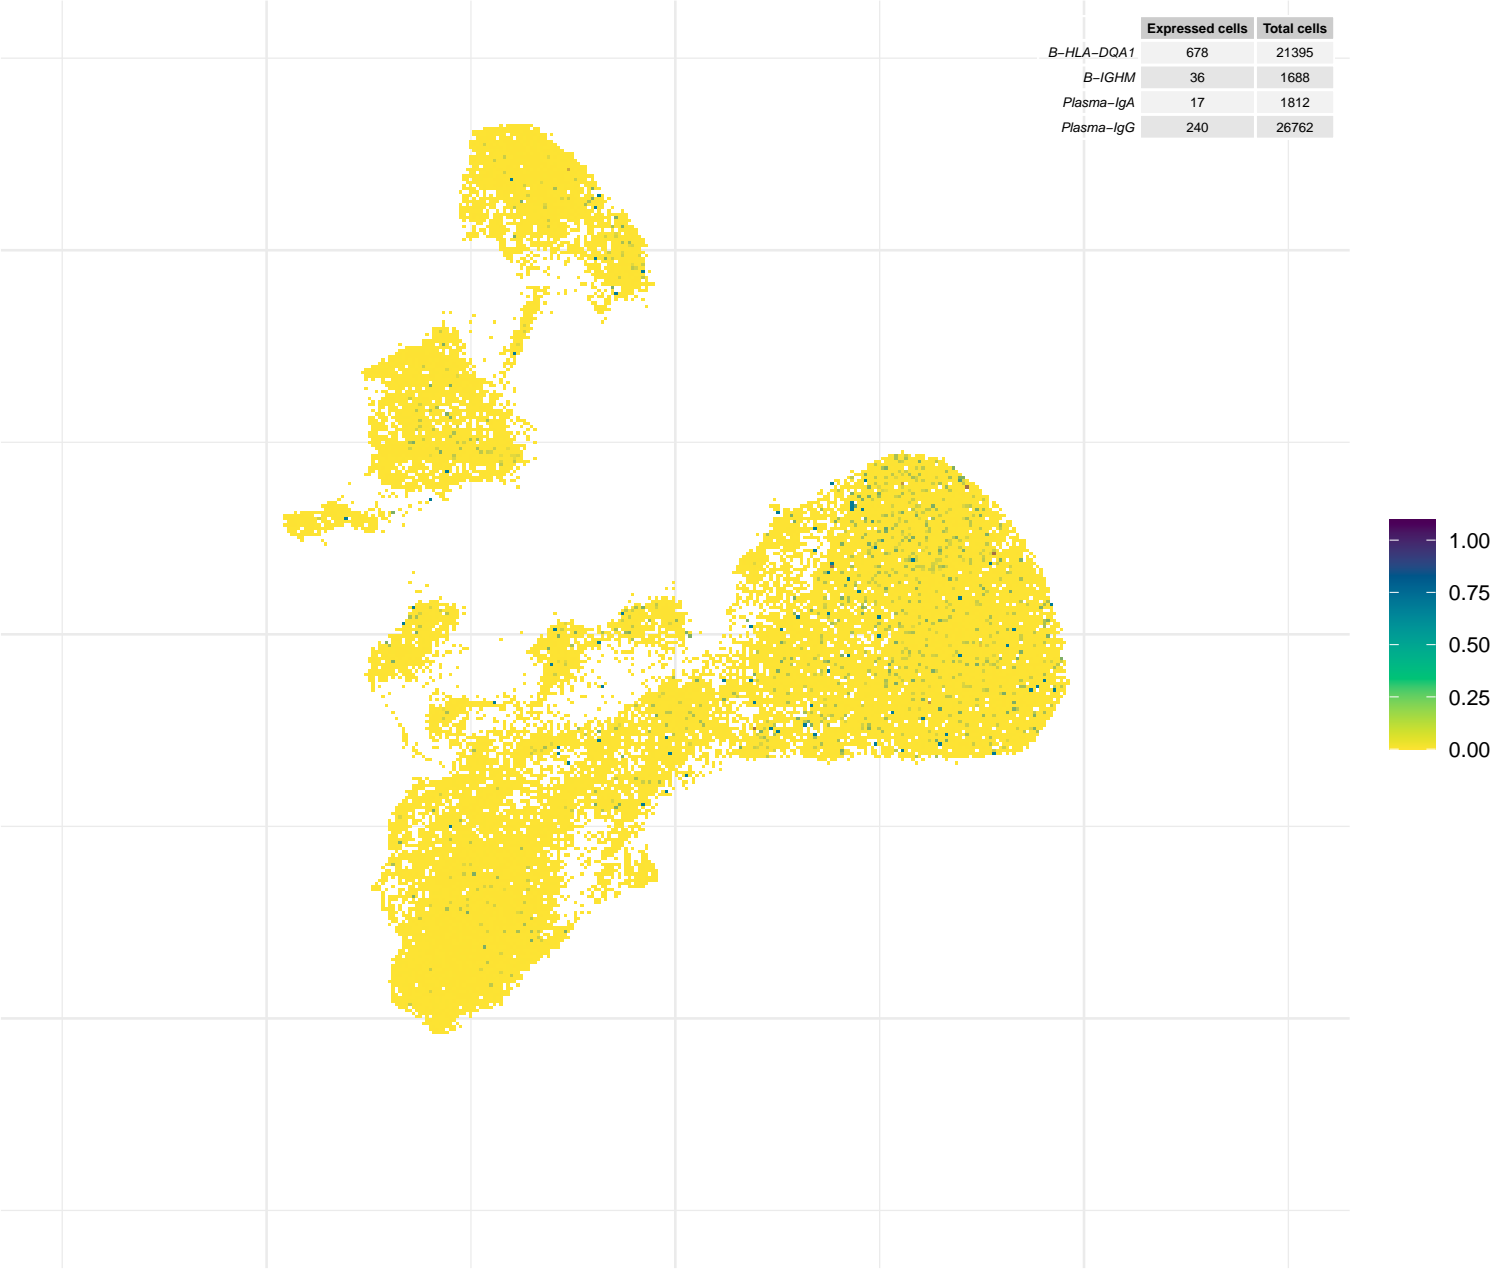 Expressed cells Total cells
B−HLA−DQA1 678 21395
B−IGHM 36 1688
Plasma−IgA 17 1812
Plasma−IgG 240 26762
1.00
0.75
0.50
0.25
0.00